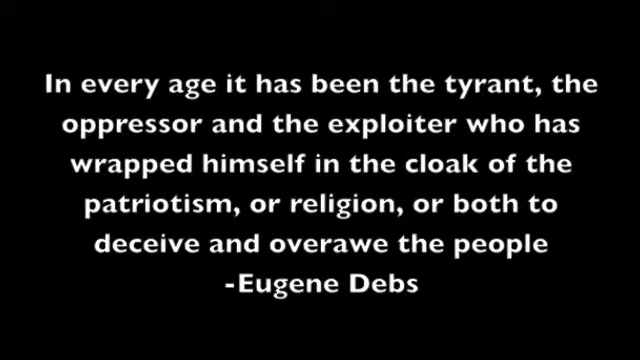 In every age it has been the tyrant, the
oppressor and the exploiter who has
wrapped himself in the cloak of the
patriotism, or religion, or both to
deceive and overawe the people
-Eugene Debs